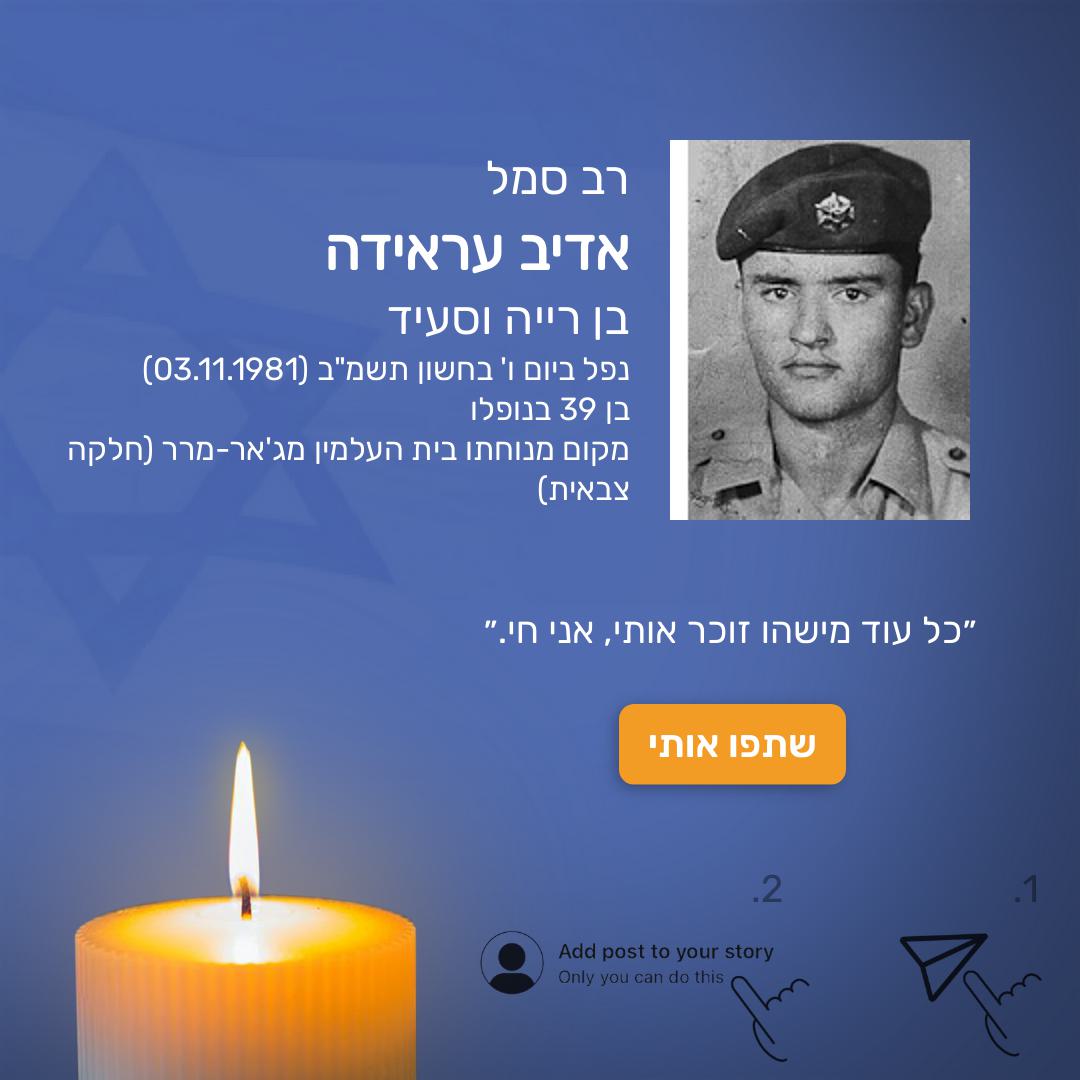 רב סמל
אדיב עראידה
בן רייה וסעיד
נפל ביום ו' בחשון תשמ"ב (03.11.1981)
בן 39 בנופלו
מקום מנוחתו בית העלמין מג'אר-מרר (חלקה
צבאית)
״כל עוד מישהו זוכר אותי, אני חי.״
שתפו אותי
.1
.2
Add post to your story
Only you can do this